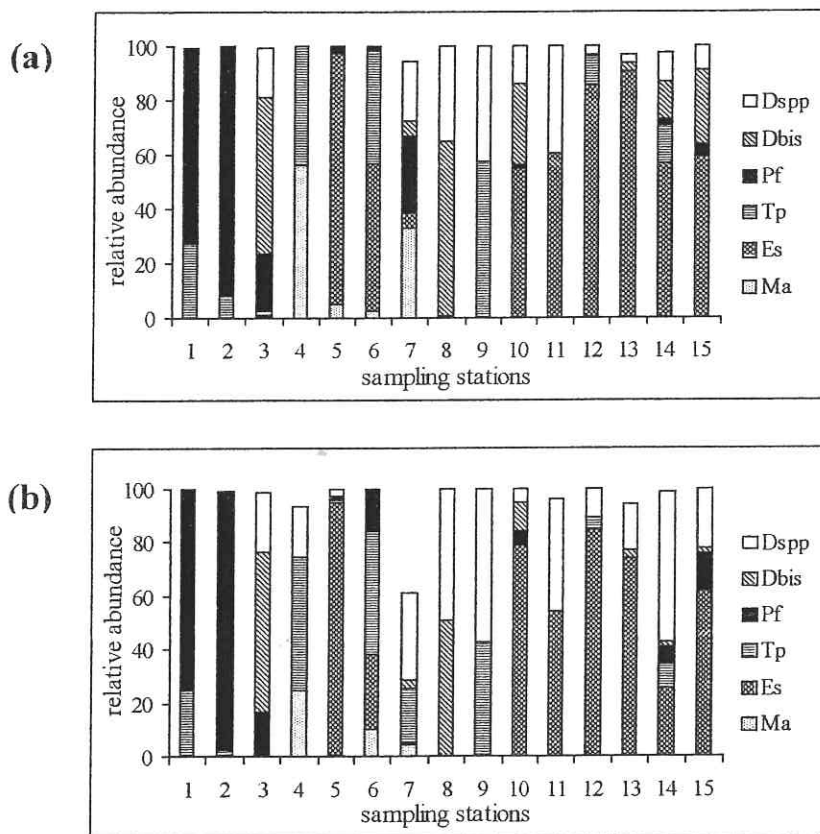 (a)
relative abundance
100
80
60
40
20
0
1 2 3 4 5 6 7 8 9 10 11 12 13 14 15
sampling stations
Dspp
Dbis
Pf
Tp
Es
Ma
(b)
relative abundance
100
80
60
40
20
0
1 2 3 4 5 6 7 8 9 10 11 12 13 14 15
sampling stations
Dspp
Dbis
Pf
Tp
Es
Ma